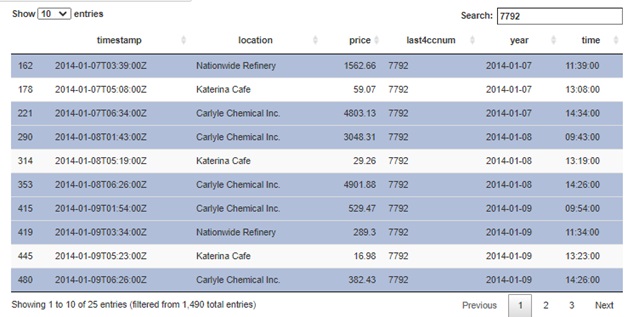 Show 10 entries Search: 7792
timestamp location price last4ccnum year time
162 2014-01-07T03:39:00Z Nationwide Refinery 1562.66 7792 2014-01-07 11:39:00
178 2014-01-07T05:08:00Z Katerina Cafe 59.07 7792 2014-01-07 13:08:00
221 2014-01-07T06:34:00Z Carlyle Chemical Inc. 4803.13 7792 2014-01-07 14:34:00
290 2014-01-08T01:43:00Z Carlyle Chemical Inc. 3048.31 7792 2014-01-08 09:43:00
314 2014-01-08T05:19:00Z Katerina Cafe 29.26 7792 2014-01-08 13:19:00
353 2014-01-08T06:26:00Z Carlyle Chemical Inc. 4901.88 7792 2014-01-08 14:26:00
415 2014-01-09T01:54:00Z Carlyle Chemical Inc. 529.47 7792 2014-01-09 09:54:00
419 2014-01-09T03:34:00Z Nationwide Refinery 289.3 7792 2014-01-09 11:34:00
445 2014-01-09T05:23:00Z Katerina Cafe 16.98 7792 2014-01-09 13:23:00
480 2014-01-09T06:26:00Z Carlyle Chemical Inc. 382.43 7792 2014-01-09 14:26:00
Showing 1 to 10 of 25 entries (filtered from 1,490 total entries) Previous 1 2 3 Next